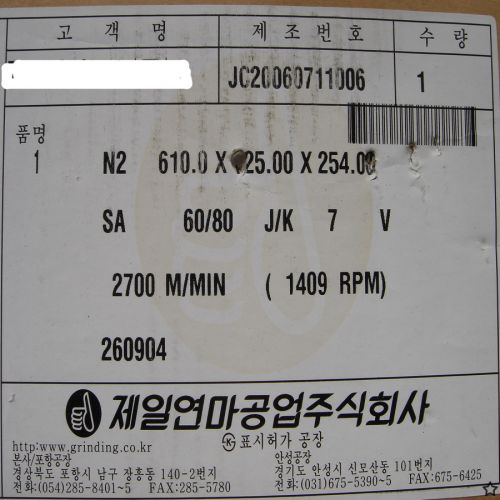 고객명 제조번호 수량
JC20060711006 1
품명
1 N2 610.0 X 25.00 X 254.00
SA 60/80 J/K 7 V
2700 M/MIN ( 1409 RPM)
260904
제일연마공업주식회사
http:www.grinding.co.kr ㉿ 표시허가 공장
본사/포항공장 안성공장
경상북도 포항시 남구 장흥동 140-2번지 경기도 안성시 신모산동 101번지
전화:(054)285-8401~5 FAX:285-5780 전화:(031)675-5390~5 FAX:675-6425